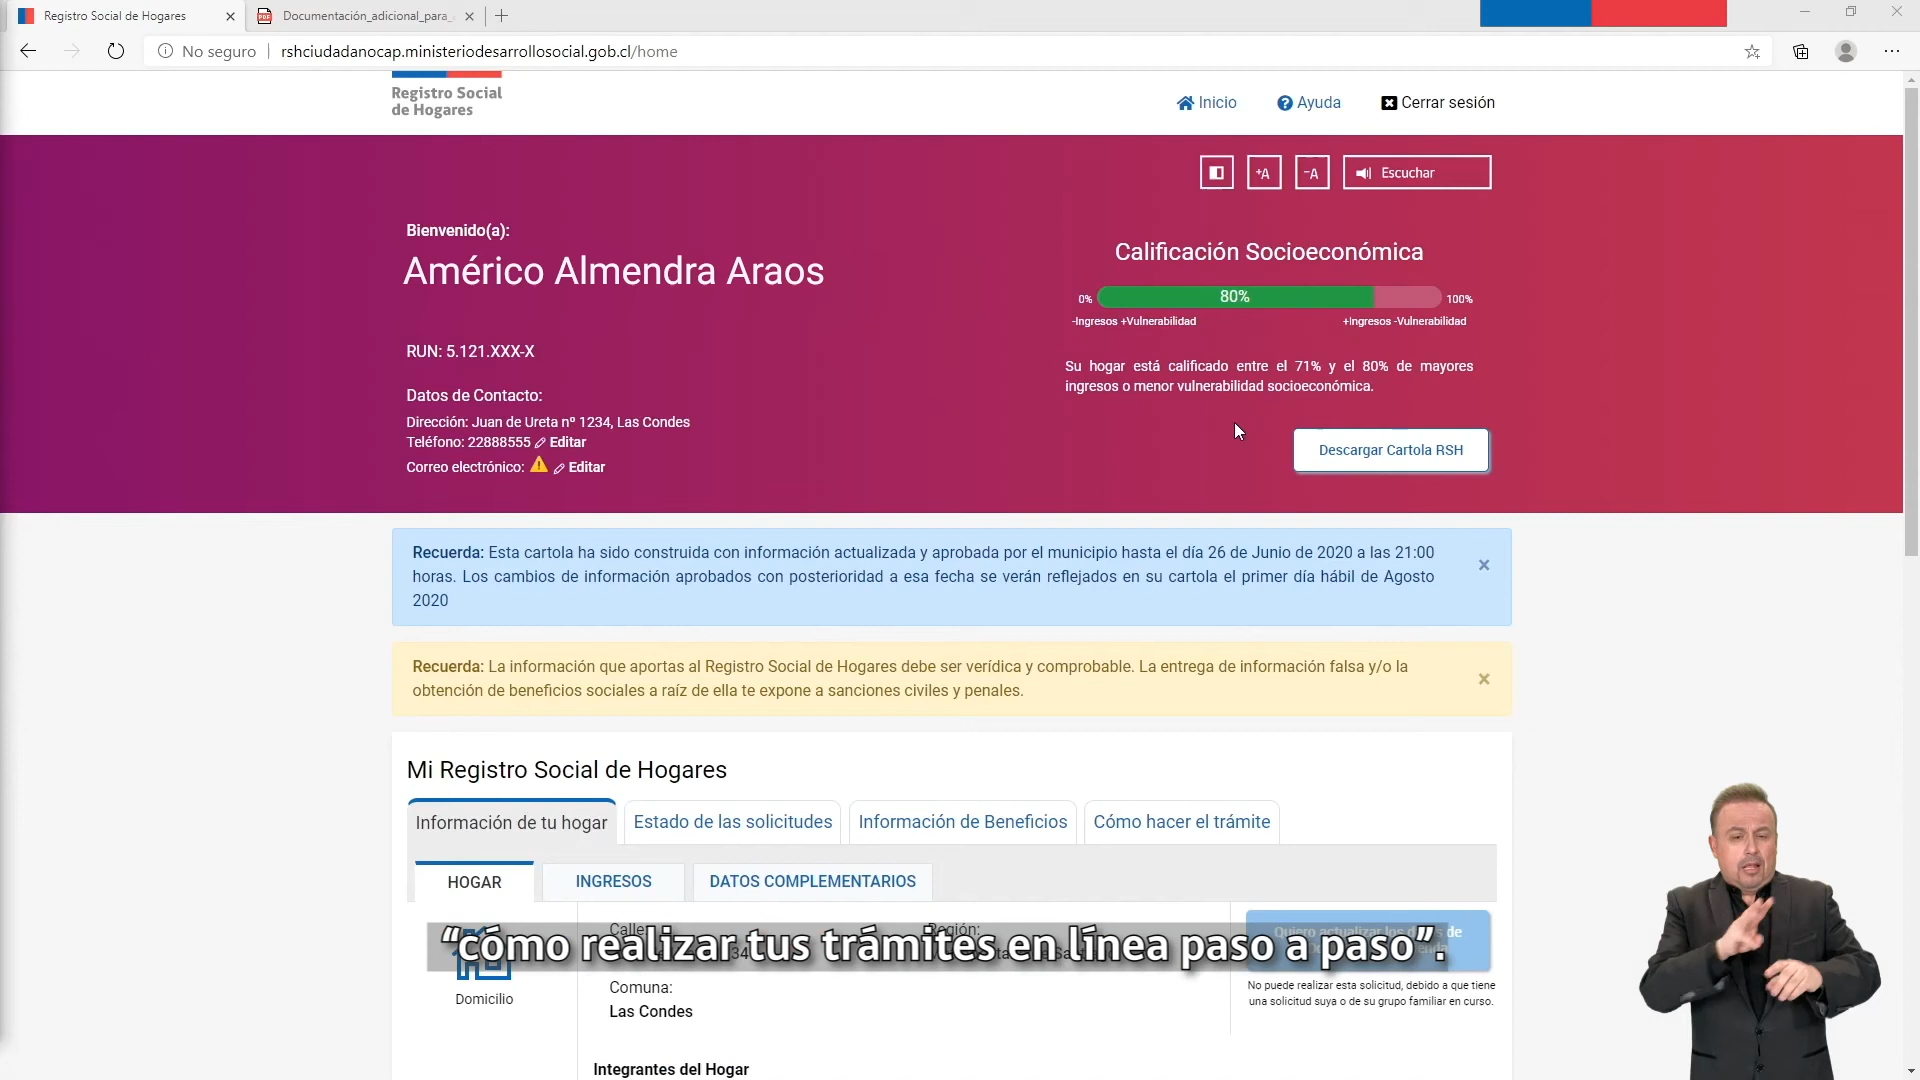 Registro Social de Hogares
Documentación_adicional_para_
No seguro
rshciudadanocap.ministeriodesarrollosocial.gob.cl/home
Registro Social
de Hogares
Inicio
Ayuda
Cerrar sesión
+A
-A
Escuchar
Bienvenido(a):
Américo Almendra Araos
Calificación Socioeconómica
0%
80%
100%
-Ingresos +Vulnerabilidad
+Ingresos -Vulnerabilidad
RUN: 5.121.XXX-X
Su hogar está calificado entre el 71% y el 80% de mayores
ingresos o menor vulnerabilidad socioeconómica.
Datos de Contacto:
Dirección: Juan de Ureta nº 1234, Las Condes
Teléfono: 22888555 Editar
Correo electrónico: Editar
Descargar Cartola RSH
Recuerda: Esta cartola ha sido construida con información actualizada y aprobada por el municipio hasta el día 26 de Junio de 2020 a las 21:00
horas. Los cambios de información aprobados con posterioridad a esa fecha se verán reflejados en su cartola el primer día hábil de Agosto
2020
Recuerda: La información que aportas al Registro Social de Hogares debe ser verídica y comprobable. La entrega de información falsa y/o la
obtención de beneficios sociales a raíz de ella te expone a sanciones civiles y penales.
Mi Registro Social de Hogares
Información de tu hogar
Estado de las solicitudes
Información de Beneficios
Cómo hacer el trámite
HOGAR
INGRESOS
DATOS COMPLEMENTARIOS
Calle:
Región:
Quiero actualizar los datos de
“cómo realizar tus trámites en línea paso a paso”.
Domicilio
Comuna:
Las Condes
No puede realizar esta solicitud, debido a que tiene
una solicitud suya o de su grupo familiar en curso.
Integrantes del Hogar